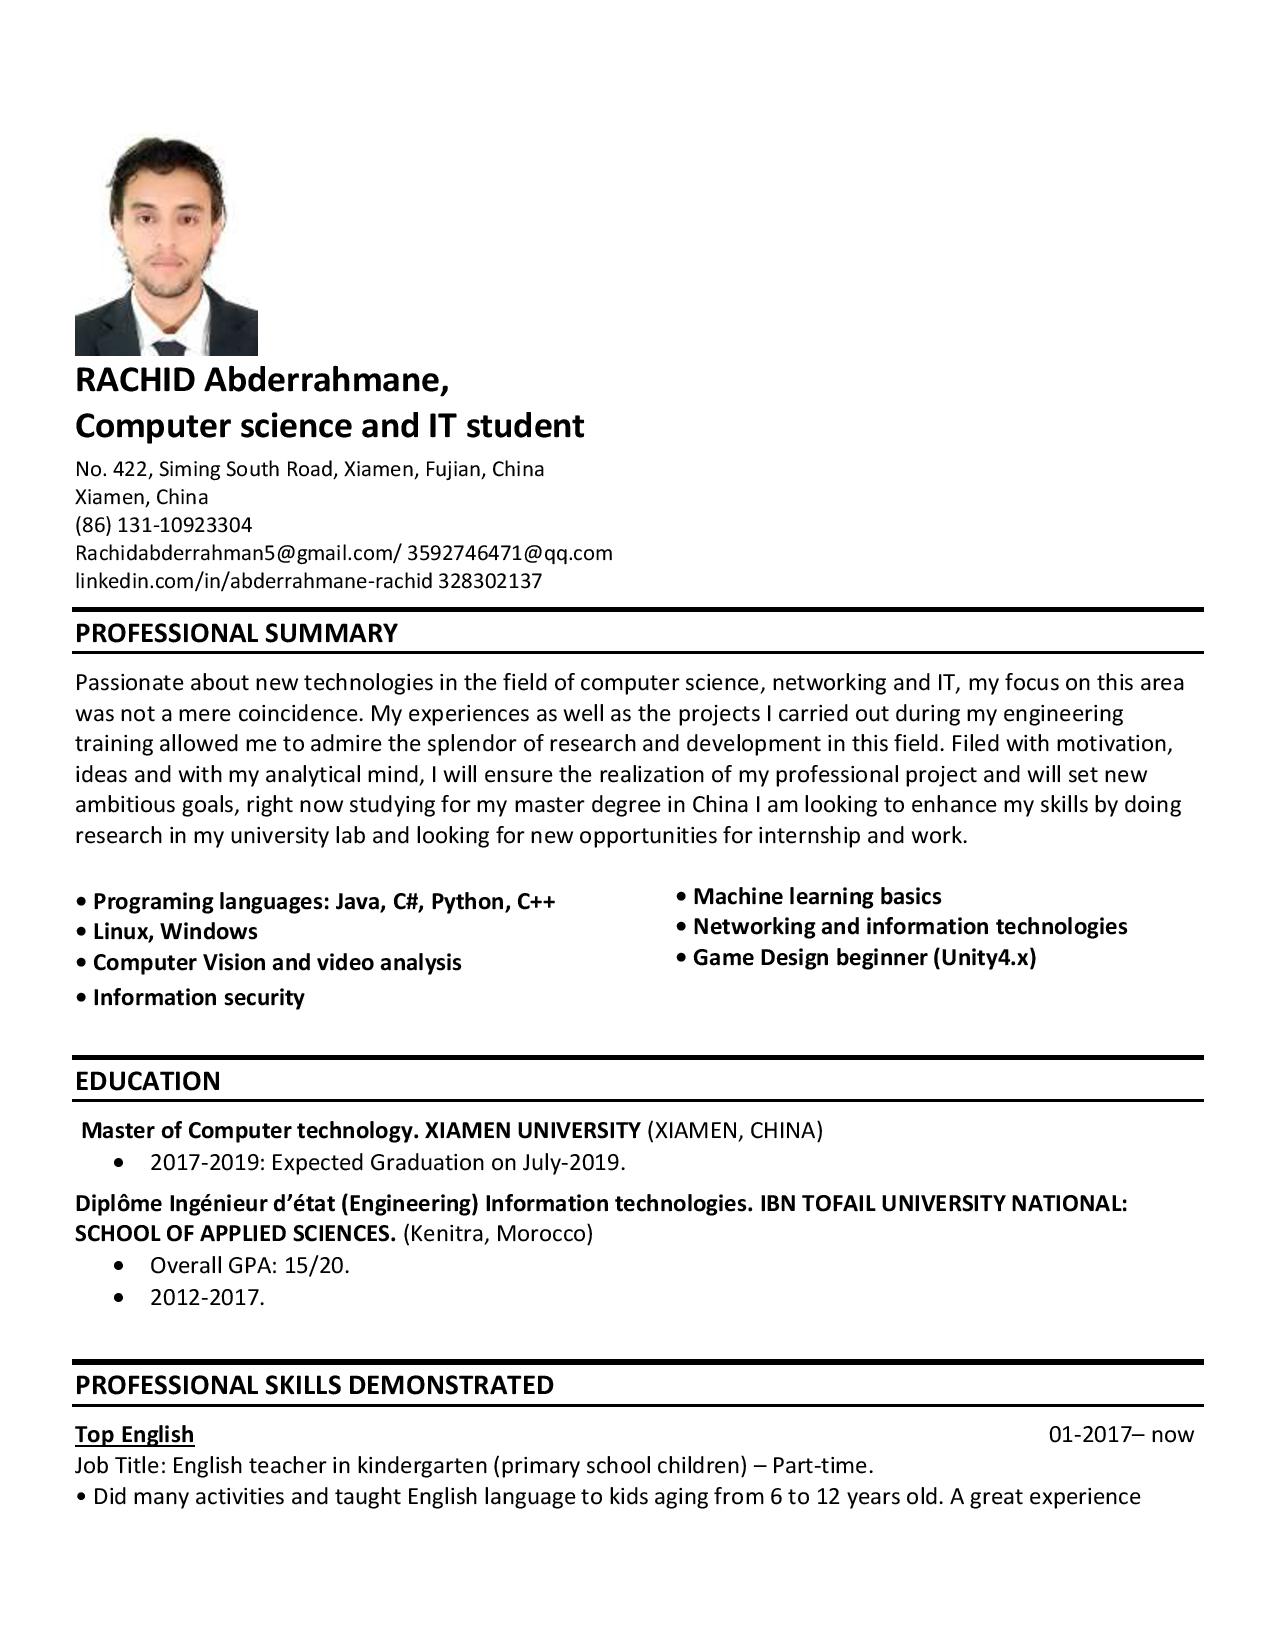 RACHID Abderrahmane,
Computer science and IT student
No. 422, Siming South Road, Xiamen, Fujian, China
Xiamen, China
(86) 131-10923304
Rachidabderrahman5@gmail.com/ 3592746471@qq.com
linkedin.com/in/abderrahmane-rachid 328302137
PROFESSIONAL SUMMARY
Passionate about new technologies in the field of computer science, networking and IT, my focus on this area
was not a mere coincidence. My experiences as well as the projects I carried out during my engineering
training allowed me to admire the splendor of research and development in this field. Filed with motivation,
ideas and with my analytical mind, I will ensure the realization of my professional project and will set new
ambitious goals, right now studying for my master degree in China I am looking to enhance my skills by doing
research in my university lab and looking for new opportunities for internship and work.
• Programing languages: Java, C#, Python, C++
• Linux, Windows
• Computer Vision and video analysis
• Information security
• Machine learning basics
• Networking and information technologies
• Game Design beginner (Unity4.x)
EDUCATION
Master of Computer technology. XIAMEN UNIVERSITY (XIAMEN, CHINA)
• 2017-2019: Expected Graduation on July-2019.
Diplôme Ingénieur d’état (Engineering) Information technologies. IBN TOFAIL UNIVERSITY NATIONAL:
SCHOOL OF APPLIED SCIENCES. (Kenitra, Morocco)
• Overall GPA: 15/20.
• 2012-2017.
PROFESSIONAL SKILLS DEMONSTRATED
Top English 01-2017– now
Job Title: English teacher in kindergarten (primary school children) – Part-time.
• Did many activities and taught English language to kids aging from 6 to 12 years old. A great experience